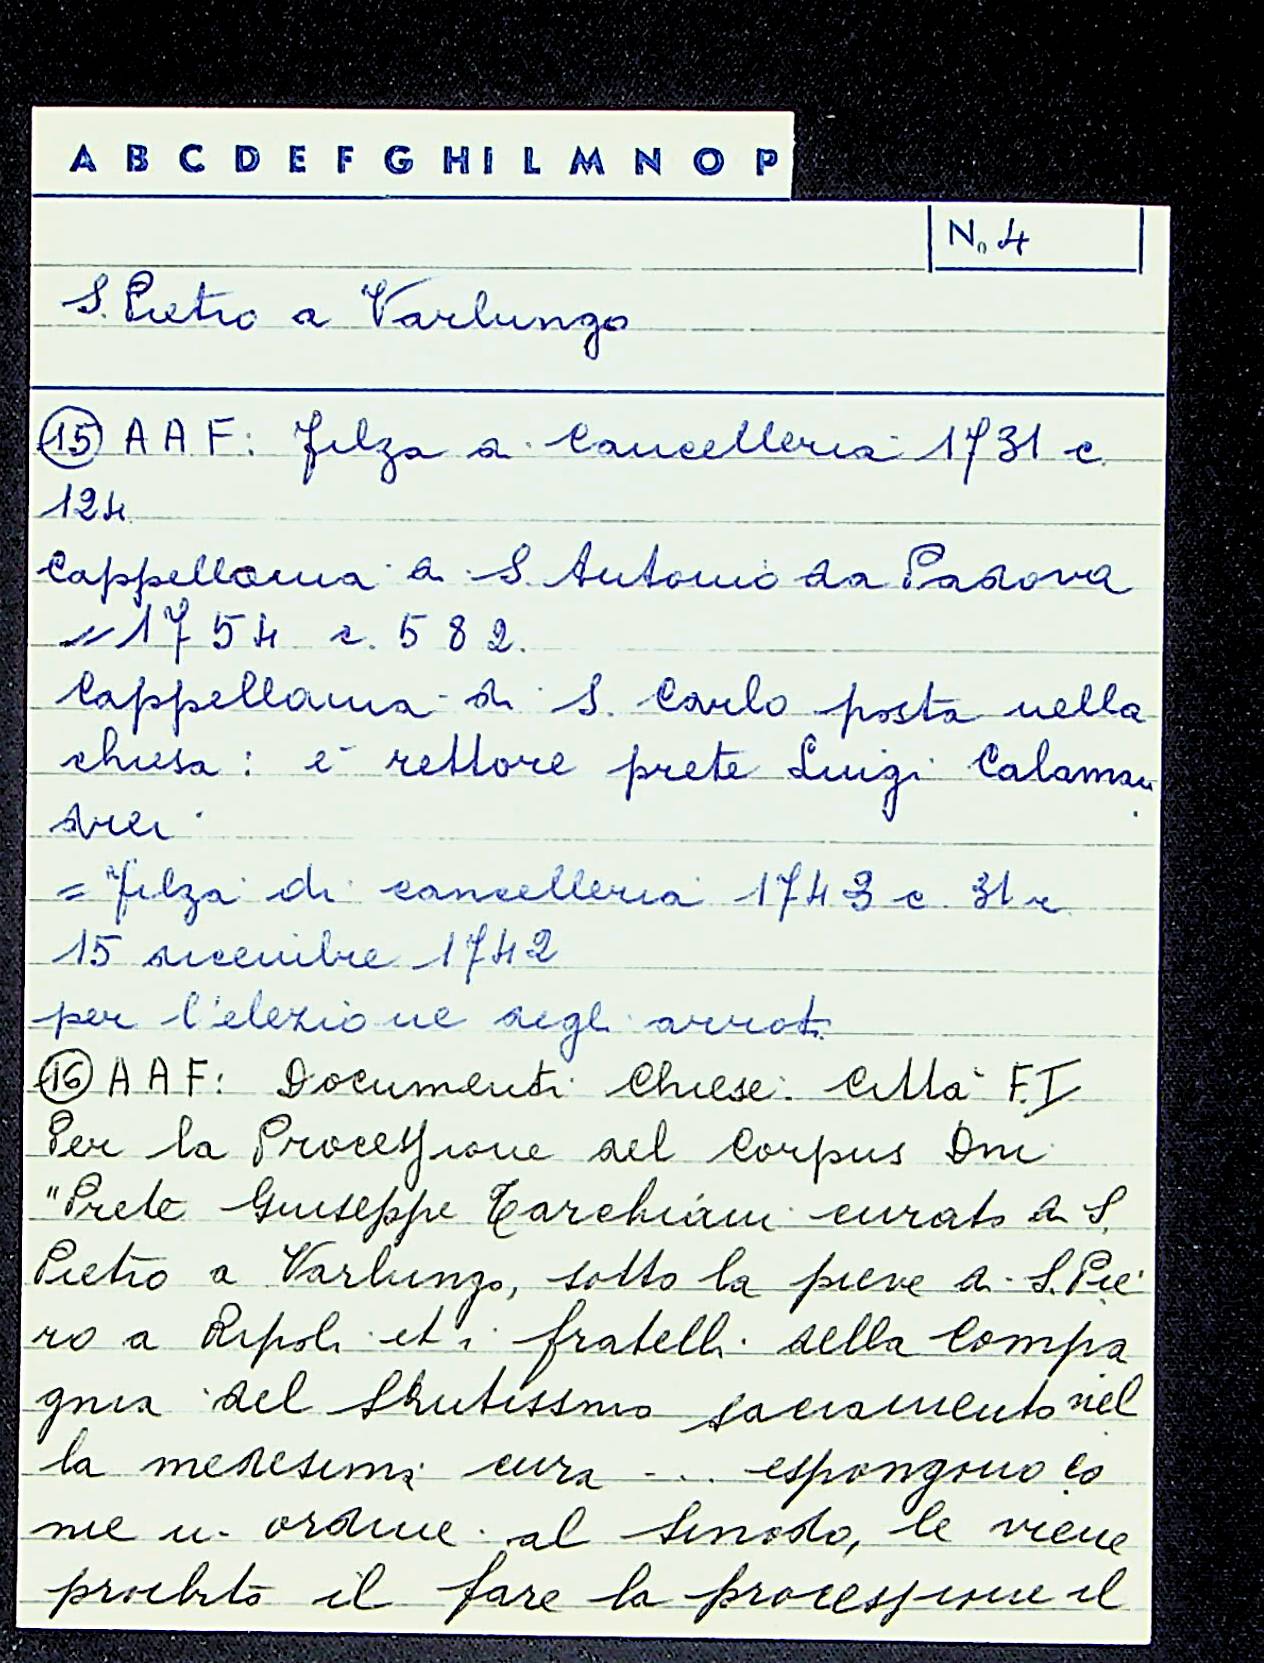 A B C D E F G H I L M N O P
N. 4
S. Pietro a Varlungo
15 AAF: Filza di Cancelleria 1731 c.
124
Cappellania di S. Antonio da Padova
= 1754 c. 582.
Cappellania di S. Carlo posta nella
chiesa: è rettore prete Luigi Calaman
drei
= Filza di cancelleria 1743 c. 31 r
15 dicembre 1742
per l'elezione degli arroti
16 AAF: Documenti Chiese Città F. I
Per la Processione del Corpus Dni
"Prete Giuseppe Tarchiani curato di S.
Pietro a Varlungo, sotto la pieve di S. Pie
ro a Ripoli et i fratelli della Compa
gnia del sacramento nel
la medesima cura ... espongono co
me in ordine al Sinodo, le viene
proibito il fare la processione il